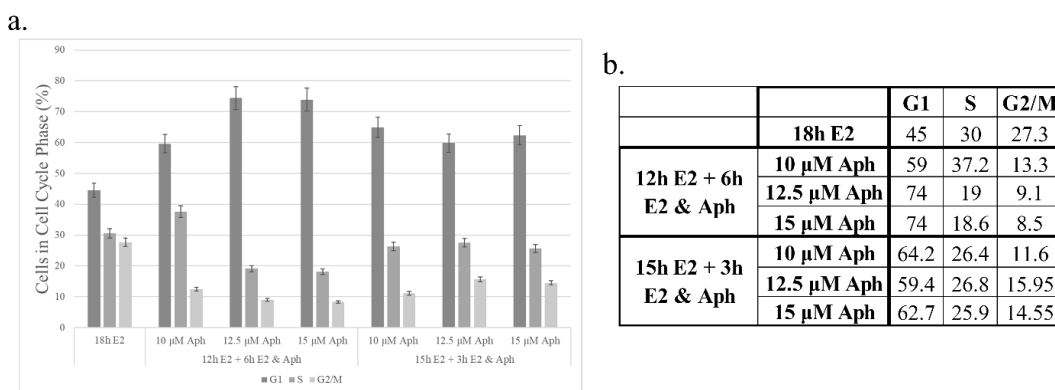 a.
90
80
70
60
50
40
30
20
10
0
Cells in Cell Cycle Phase (%)
18h E2 10 μM Aph 12.5 μM Aph 15 μM Aph 10 μM Aph 12.5 μM Aph 15 μM Aph
12h E2 + 6h E2 & Aph 15h E2 + 3h E2 & Aph
G1 S G2/M
b.
G1 S G2/M
18h E2 45 30 27.3
12h E2 + 6h
E2 & Aph
10 μM Aph 59 37.2 13.3
12.5 μM Aph 74 19 9.1
15 μM Aph 74 18.6 8.5
15h E2 + 3h
E2 & Aph
10 μM Aph 64.2 26.4 11.6
12.5 μM Aph 59.4 26.8 15.95
15 μM Aph 62.7 25.9 14.55